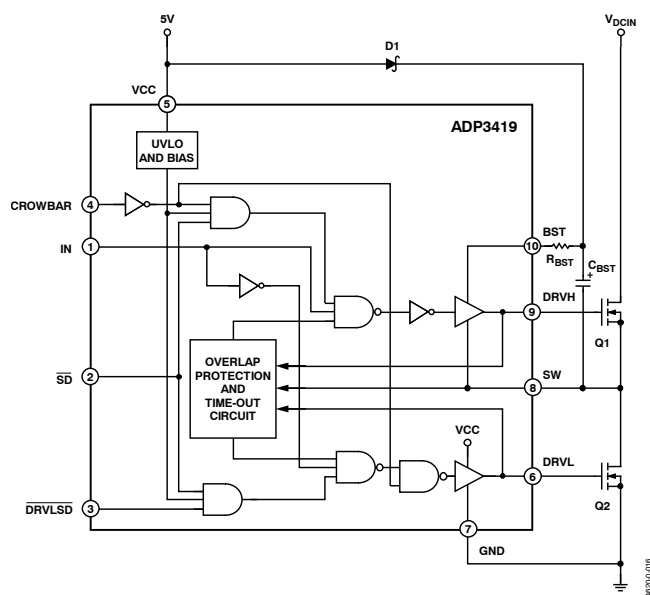 5V
VDCIN
D1
VCC
5
ADP3419
UVLO
AND BIAS
CROWBAR
4
IN
1
10
BST
RBST
CBST
+
DRVH
9
Q1
OVERLAP
PROTECTION
AND
TIME-OUT
CIRCUIT
SD
2
SW
8
VCC
DRVL
6
Q2
DRVLSD
3
7
GND